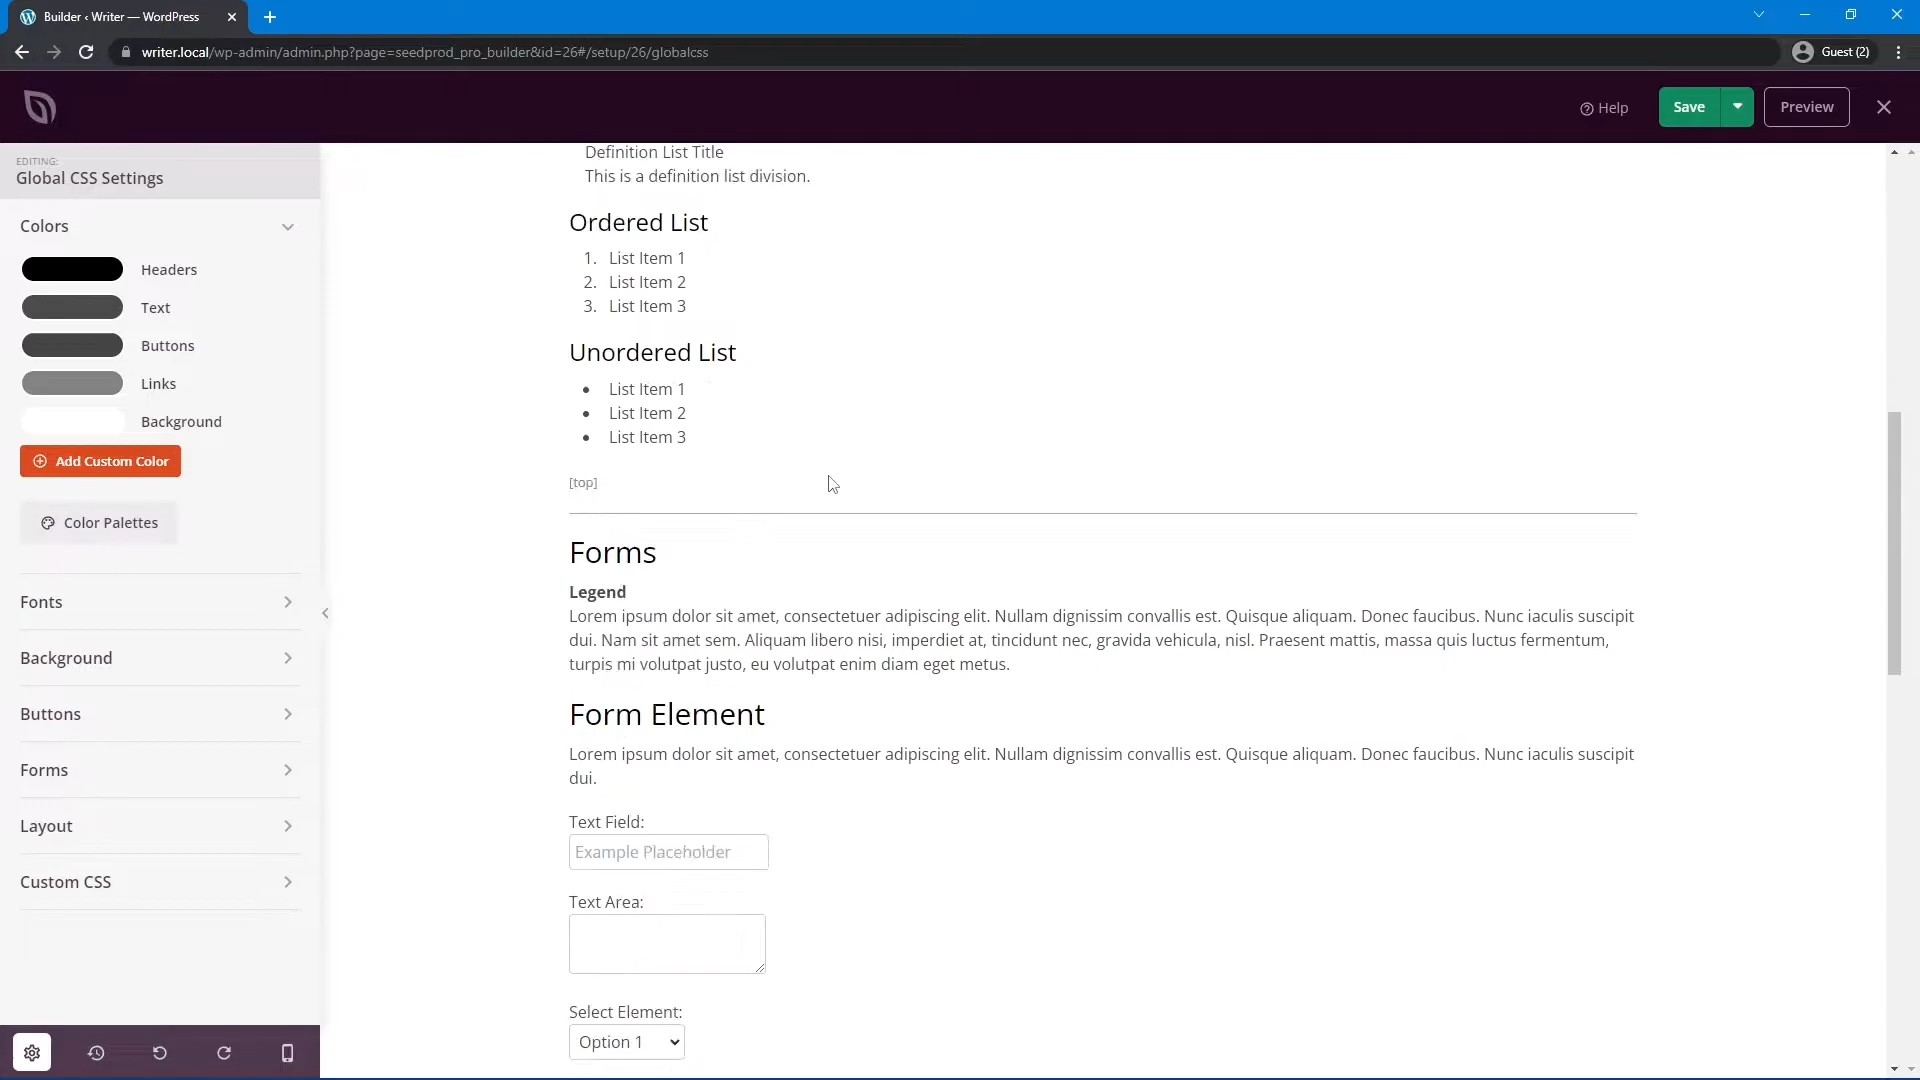 Builder ‹ Writer — WordPress
writer.local/wp-admin/admin.php?page=seedprod_pro_builder&id=26#/setup/26/globalcss
Guest (2)
Help
Save
Preview
EDITING:
Global CSS Settings
Colors
Headers
Text
Buttons
Links
Background
Add Custom Color
Color Palettes
Fonts
Background
Buttons
Forms
Layout
Custom CSS
Definition List Title
This is a definition list division.
Ordered List
1. List Item 1
2. List Item 2
3. List Item 3
Unordered List
• List Item 1
• List Item 2
• List Item 3
[top]
Forms
Legend
Lorem ipsum dolor sit amet, consectetuer adipiscing elit. Nullam dignissim convallis est. Quisque aliquam. Donec faucibus. Nunc iaculis suscipit
dui. Nam sit amet sem. Aliquam libero nisi, imperdiet at, tincidunt nec, gravida vehicula, nisl. Praesent mattis, massa quis luctus fermentum,
turpis mi volutpat justo, eu volutpat enim diam eget metus.
Form Element
Lorem ipsum dolor sit amet, consectetuer adipiscing elit. Nullam dignissim convallis est. Quisque aliquam. Donec faucibus. Nunc iaculis suscipit
dui.
Text Field:
Example Placeholder
Text Area:
Select Element:
Option 1